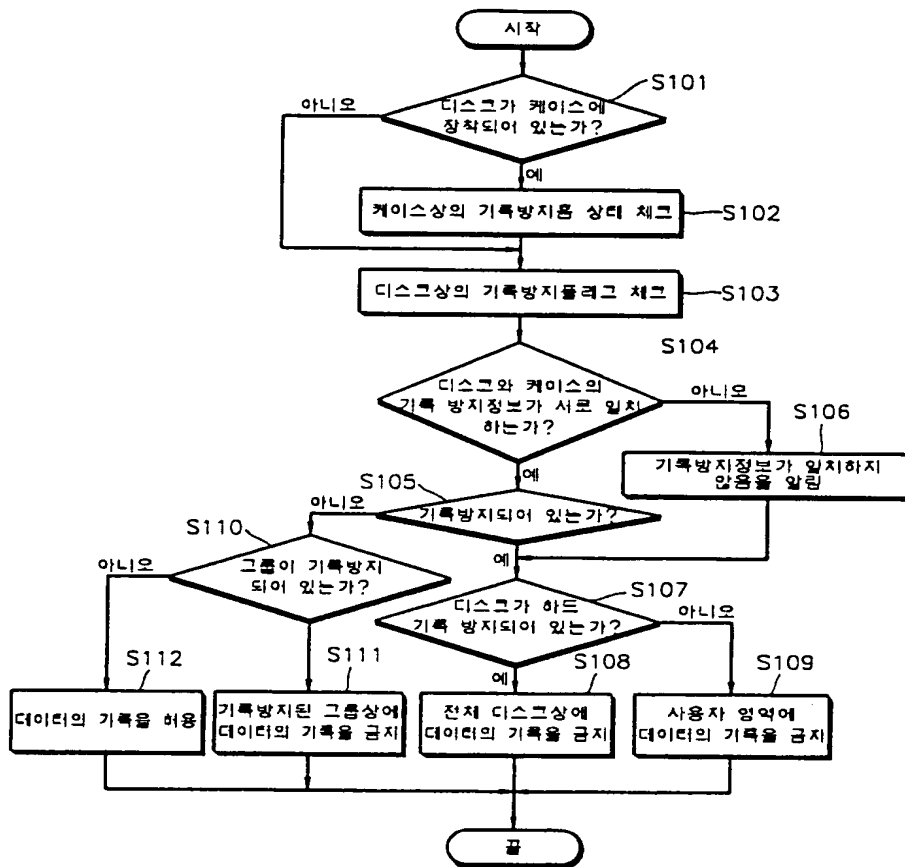 시작
S101
아니오
디스크가 케이스에
장착되어 있는가?
예
케이스상의 기록방지홈 상태 체크
S102
디스크상의 기록방지플래그 체크
S103
S104
디스크와 케이스의
기록 방지정보가 서로 일치
하는가?
아니오
S106
기록방지정보가 일치하지
않음을 알림
예
S105
기록방지되어 있는가?
아니오
예
S110
그룹이 기록방지
되어 있는가?
아니오
S107
디스크가 하드
기록 방지되어 있는가?
아니오
예
S112
데이터의 기록을 허용
S111
기록방지된 그룹상에
데이터의 기록을 금지
S108
전체 디스크상에
데이터의 기록을 금지
S109
사용자 영역에
데이터의 기록을 금지
끝